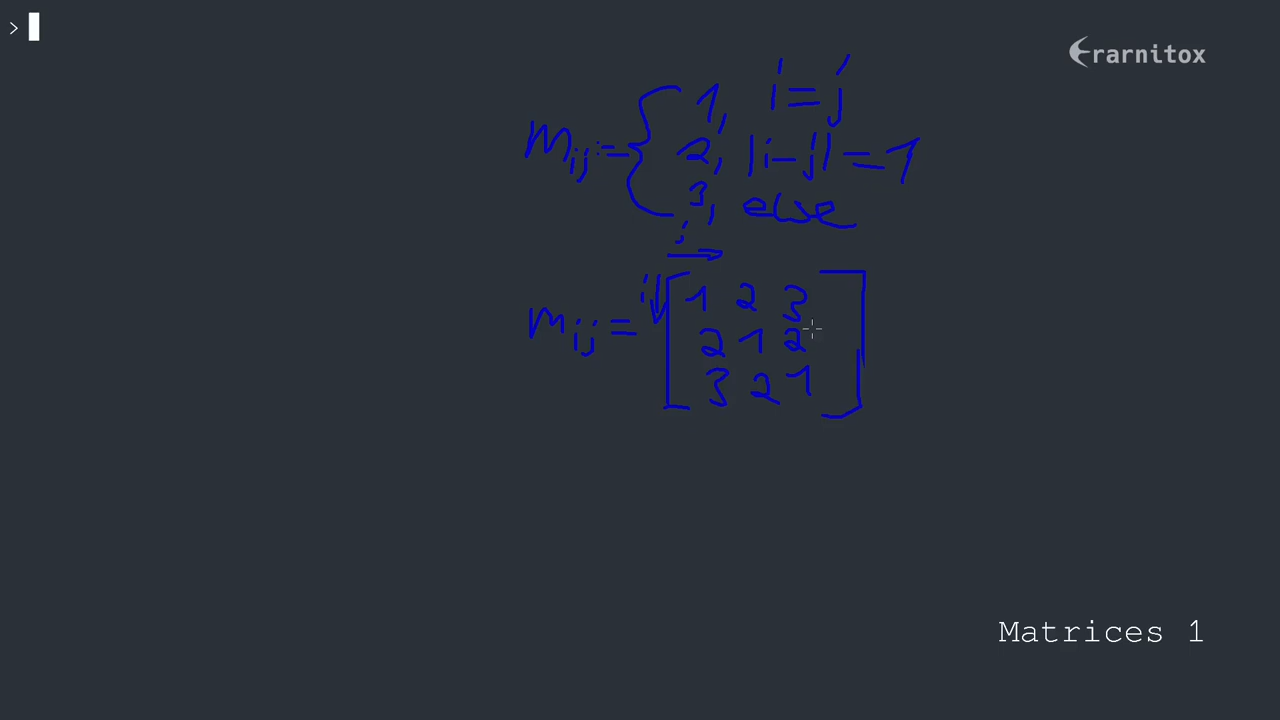 >
rarnitox
m_ij := { 1, i = j
2, |i - j| = 1
3, else
j
i
m_ij = [ 1 2 3
2 1 2
3 2 1 ]
Matrices 1